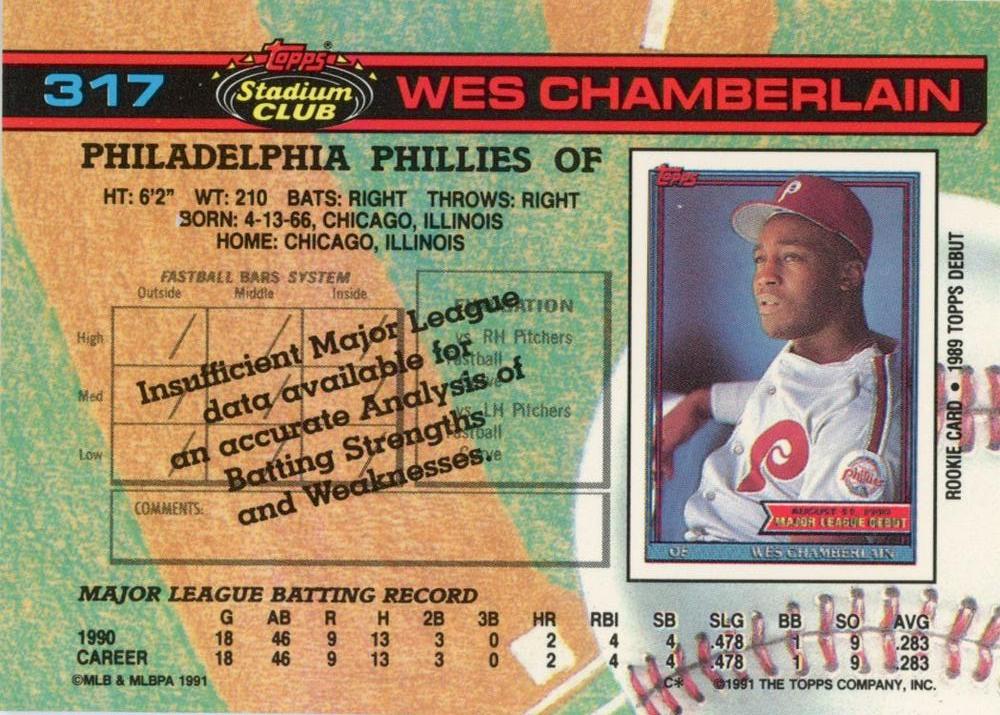 317
Topps®
Stadium
CLUB
WES CHAMBERLAIN
PHILADELPHIA PHILLIES OF
HT: 6'2" WT: 210 BATS: RIGHT THROWS: RIGHT
BORN: 4-13-66, CHICAGO, ILLINOIS
HOME: CHICAGO, ILLINOIS
FASTBALL BARS SYSTEM
Outside Middle Inside
High
Med
Low
COMMENTS:
vs. RH Pitchers
vs. LH Pitchers
Insufficient Major League
data available for
an accurate Analysis of
Batting Strengths
and Weaknesses.
Topps
P
P
Phillies
MAJOR LEAGUE DEBUT
OF WES CHAMBERLAIN
ROOKIE CARD • 1989 TOPPS DEBUT
MAJOR LEAGUE BATTING RECORD
G AB R H 2B 3B HR RBI SB SLG BB SO AVG
1990 18 46 9 13 3 0 2 4 4 .478 1 9 .283
CAREER 18 46 9 13 3 0 2 4 4 .478 1 9 .283
©MLB & MLBPA 1991 C* ©1991 THE TOPPS COMPANY, INC.